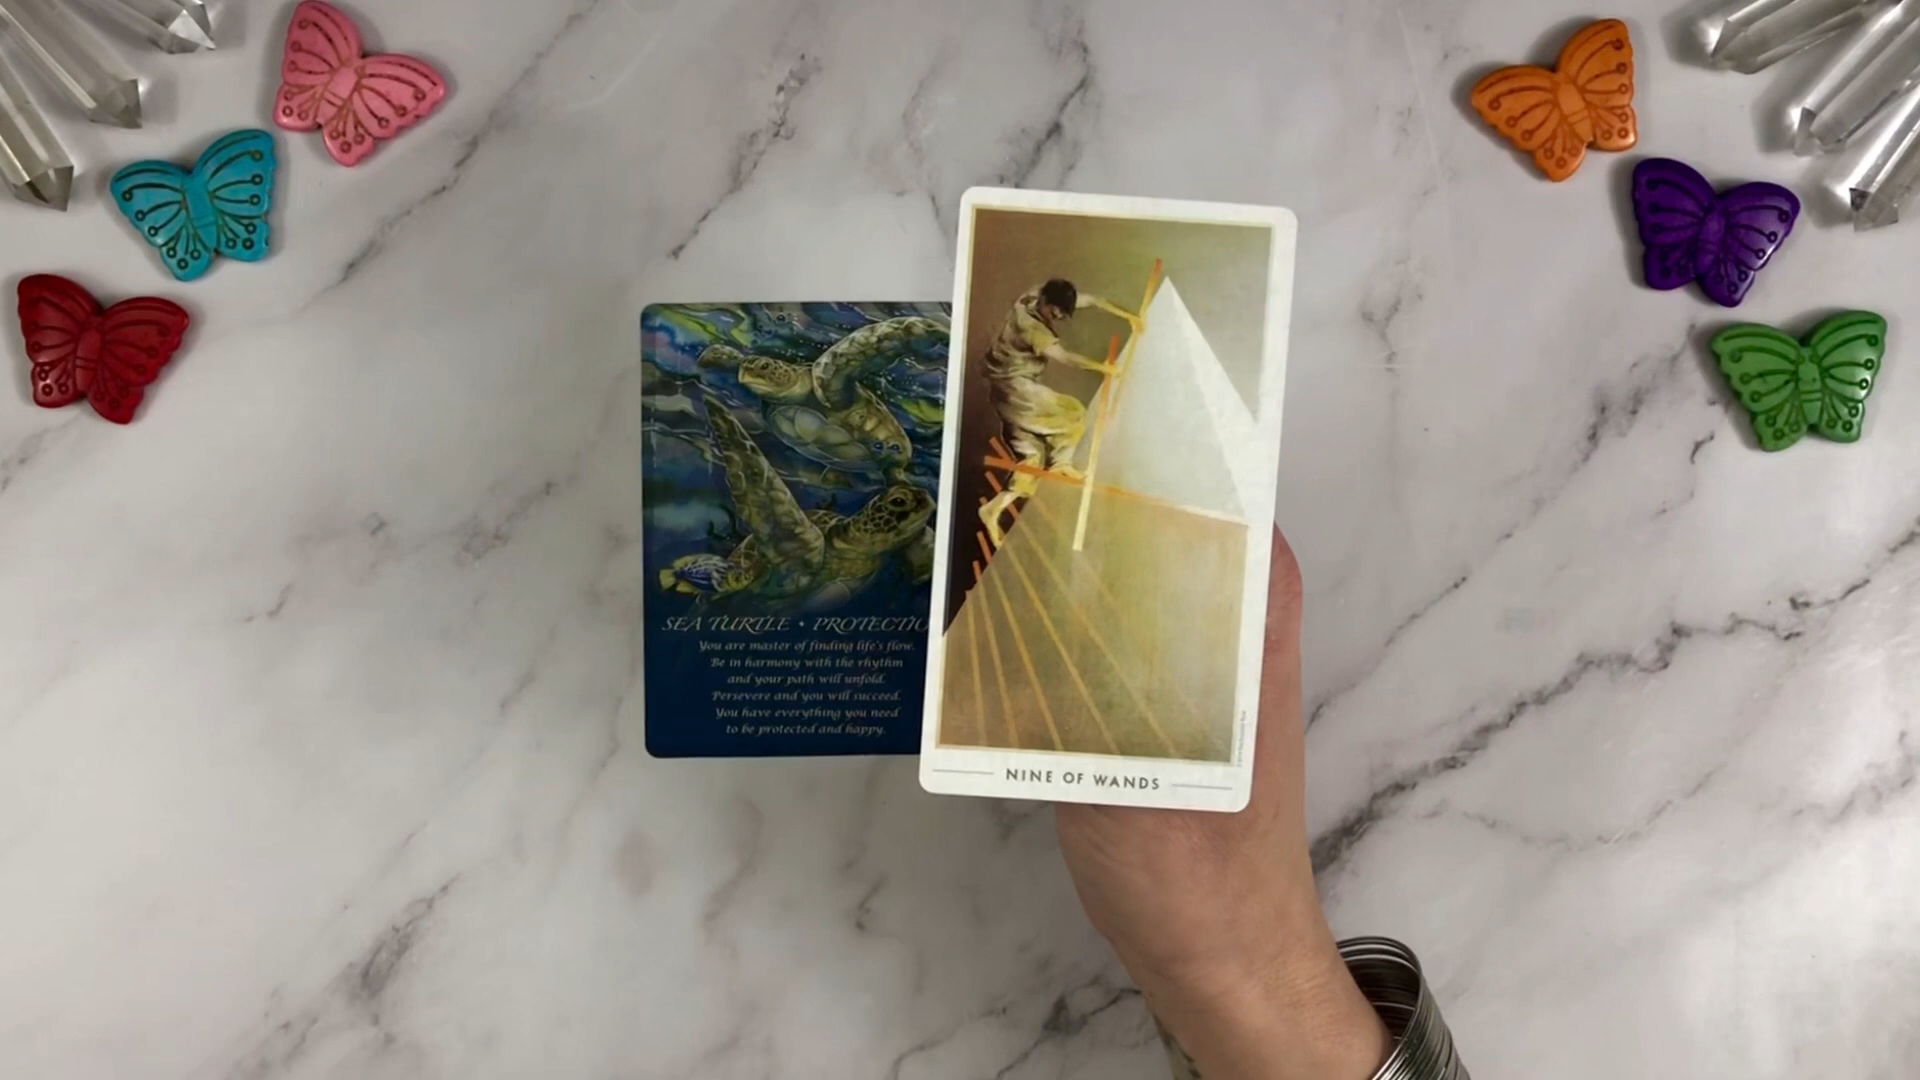 SEA TURTLE • PROTECTIO
You are master of finding life's flow.
Be in harmony with the rhythm
and your path will unfold.
Persevere and you will succeed.
You have everything you need
to be protected and happy.
NINE OF WANDS